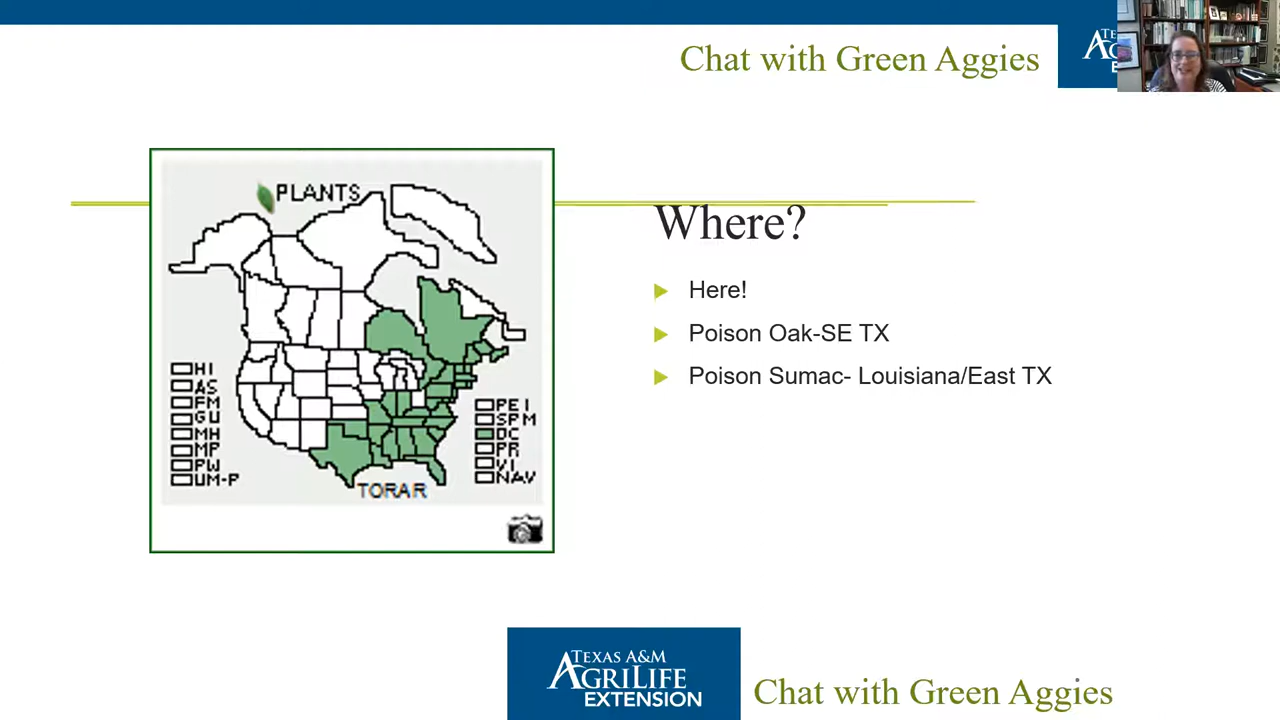 Chat with Green Aggies
PLANTS
Where?
Here!
Poison Oak-SE TX
Poison Sumac- Louisiana/East TX
HI
AS
FM
GU
MH
MP
PW
UM-P
PEI
SPM
DC
PR
VI
NAV
TORAR
TEXAS A&M
AGRILIFE
EXTENSION
Chat with Green Aggies